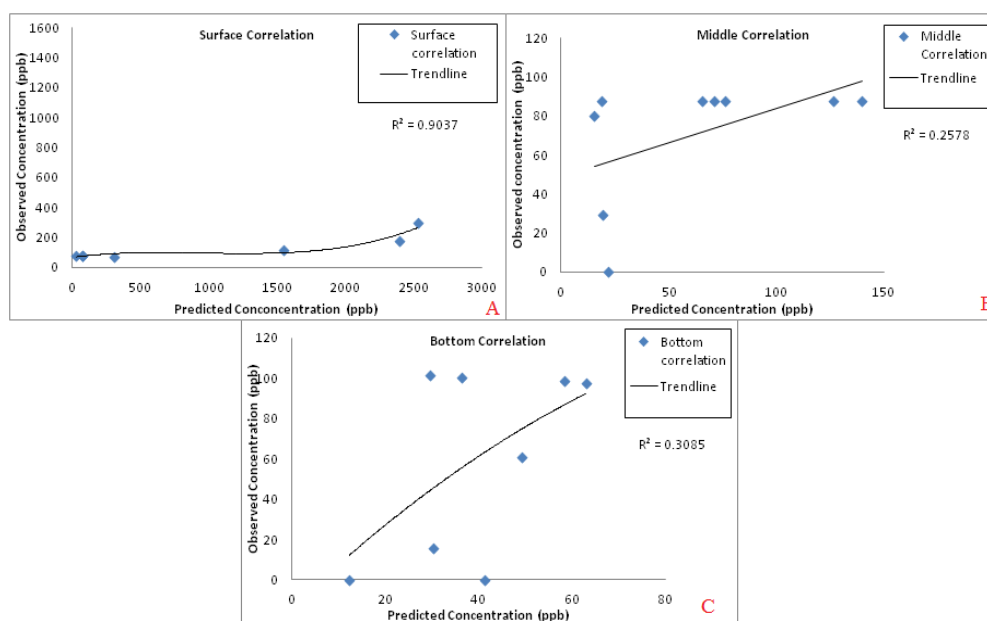 Surface Correlation
Surface
correlation
Trendline
R² = 0.9037
Observed Concentration (ppb)
1600
1400
1200
1000
800
600
400
200
0
0 500 1000 1500 2000 2500 3000
Predicted Conconcentration (ppb)
A
Middle Correlation
Middle
Correlation
Trendline
R² = 0.2578
Observed concentration (ppb)
120
100
80
60
40
20
0
0 50 100 150
Predicted Concentration (ppb)
Bottom Correlation
Bottom
correlation
Trendline
R² = 0.3085
Observed Concentration (ppb)
120
100
80
60
40
20
0
0 20 40 60 80
Predicted Concentration (ppb)
C